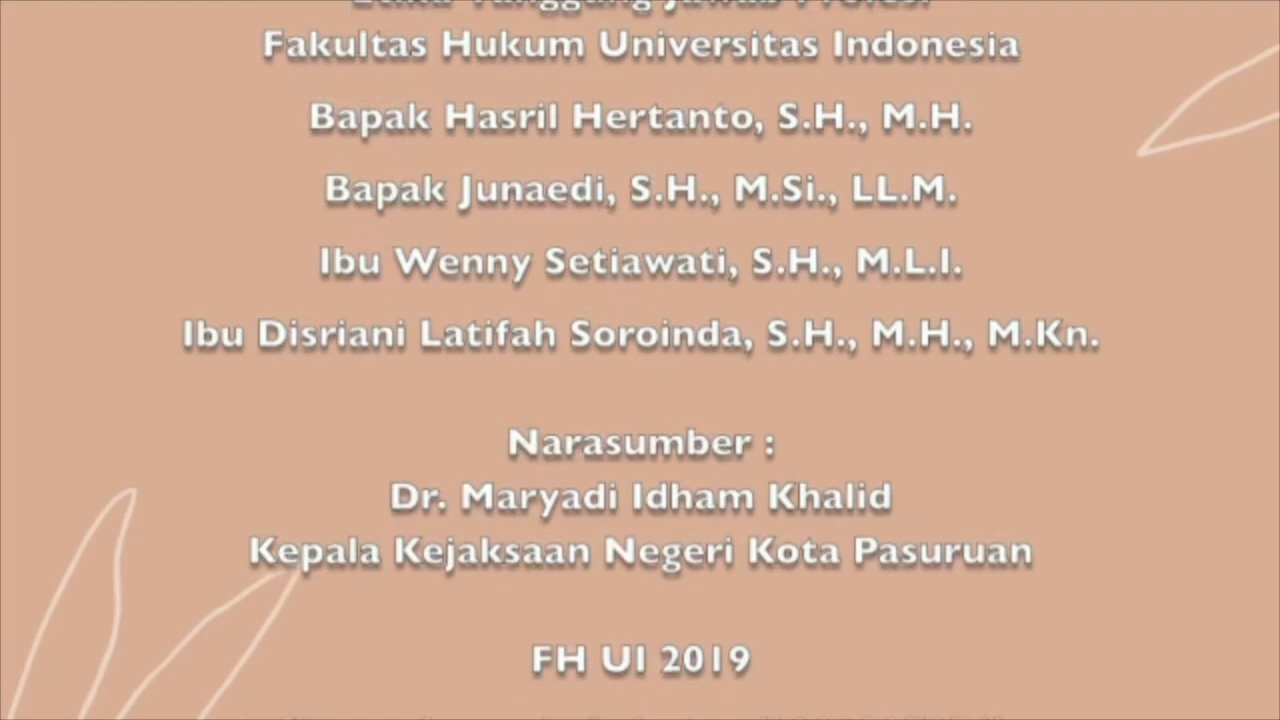 Fakultas Hukum Universitas Indonesia
Bapak Hasril Hertanto, S.H., M.H.
Bapak Junaedi, S.H., M.Si., LL.M.
Ibu Wenny Setiawati, S.H., M.L.I.
Ibu Disriani Latifah Soroinda, S.H., M.H., M.Kn.
Narasumber :
Dr. Maryadi Idham Khalid
Kepala Kejaksaan Negeri Kota Pasuruan
FH UI 2019